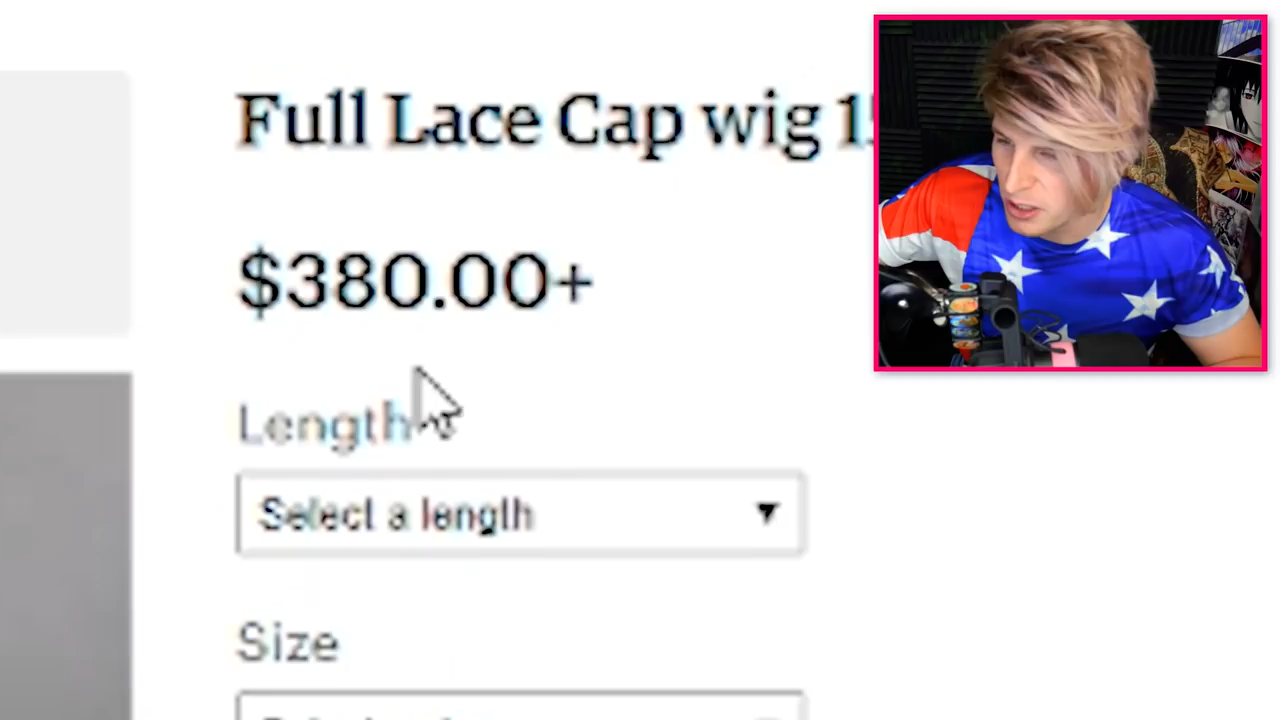 Full Lace Cap wig
$380.00+
Length
Select a length
Size